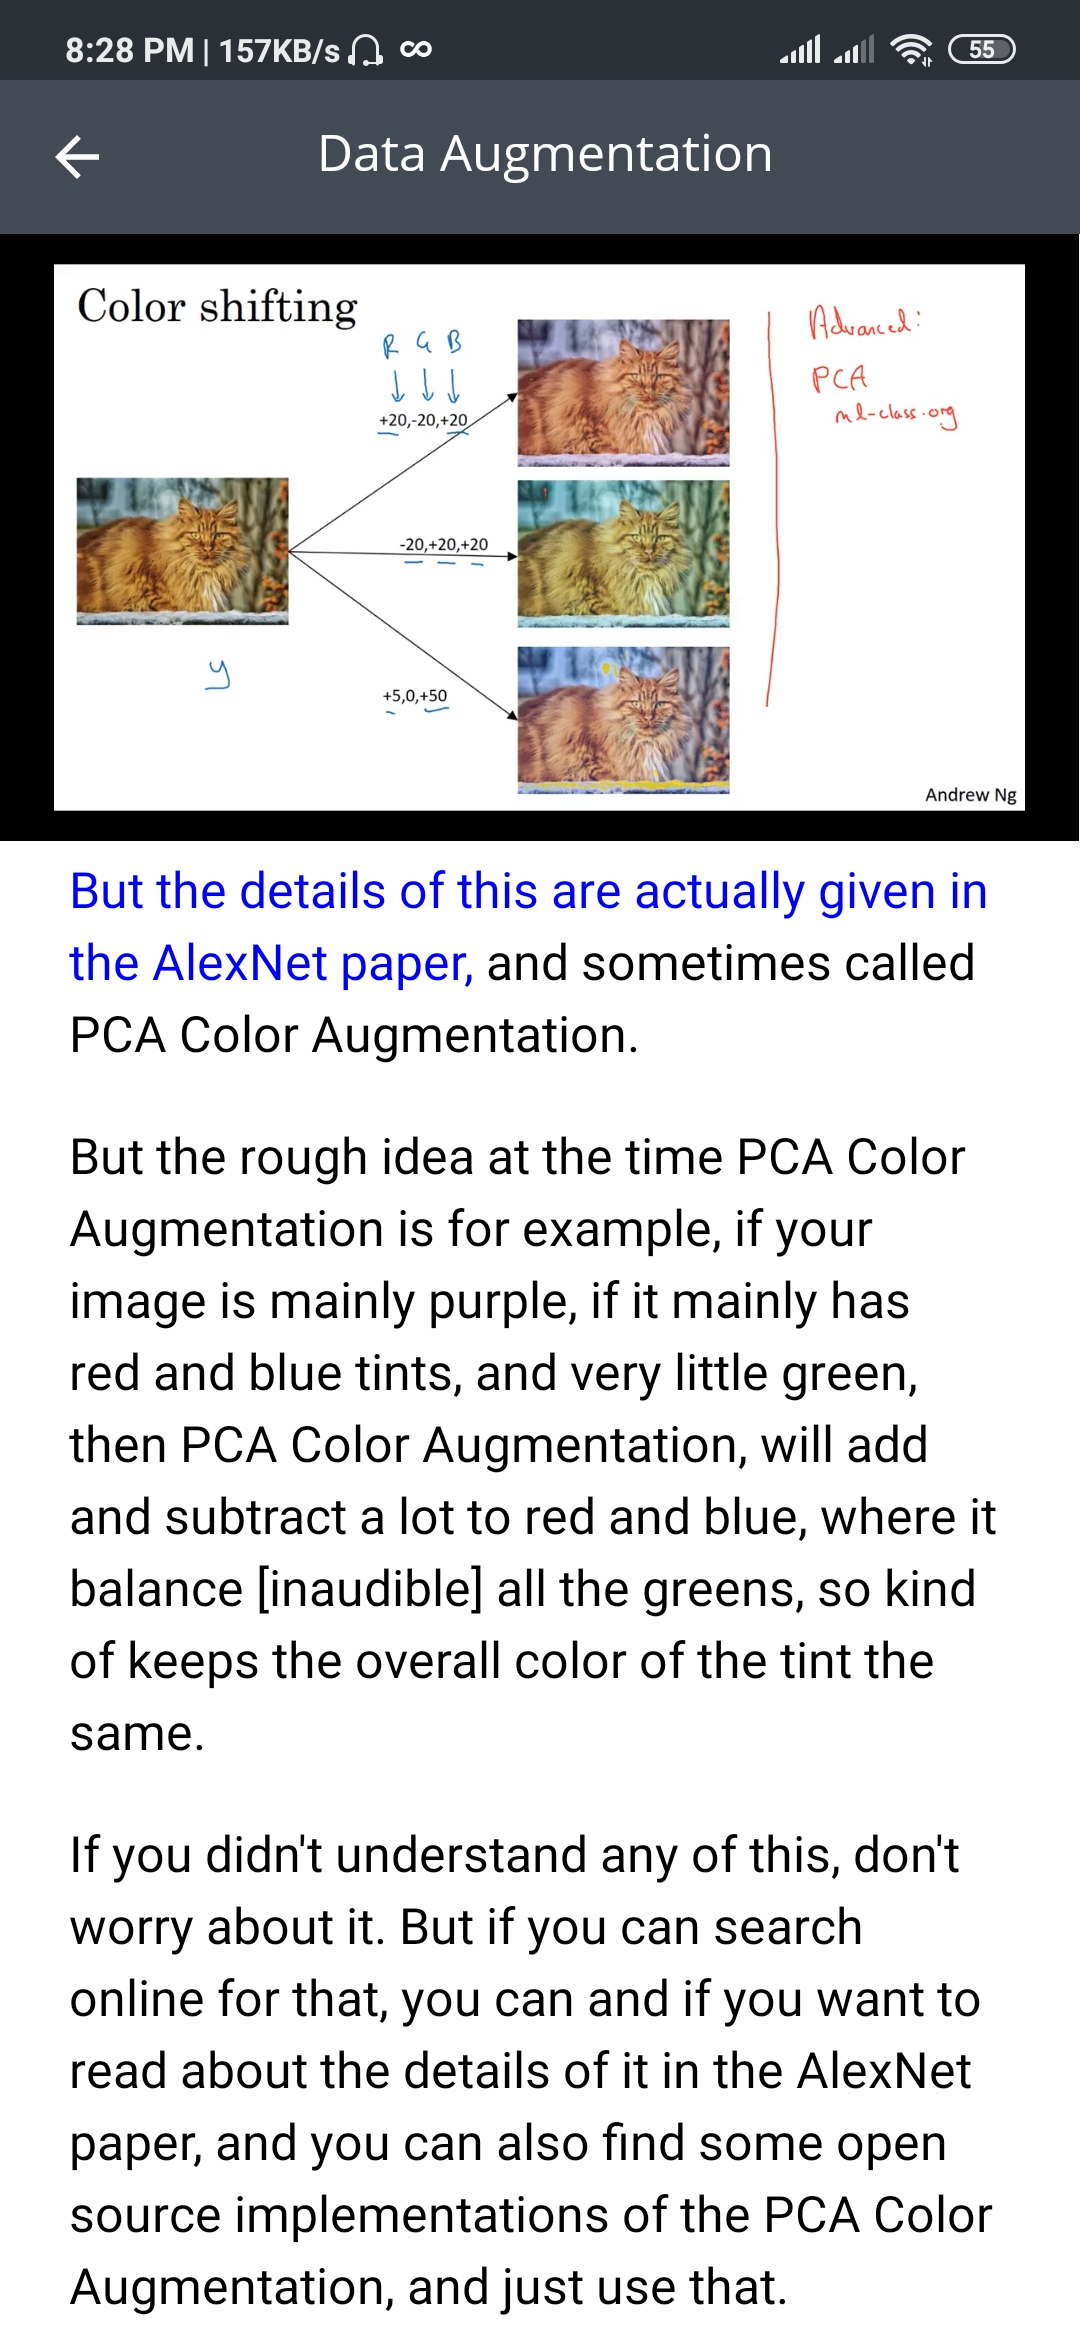 8:28 PM | 157KB/s
55
Data Augmentation
Color shifting
R G B
+20,-20,+20
-20,+20,+20
+5,0,+50
y
Advanced:
PCA
ml-class.org
Andrew Ng
But the details of this are actually given in
the AlexNet paper, and sometimes called
PCA Color Augmentation.
But the rough idea at the time PCA Color
Augmentation is for example, if your
image is mainly purple, if it mainly has
red and blue tints, and very little green,
then PCA Color Augmentation, will add
and subtract a lot to red and blue, where it
balance [inaudible] all the greens, so kind
of keeps the overall color of the tint the
same.
If you didn't understand any of this, don't
worry about it. But if you can search
online for that, you can and if you want to
read about the details of it in the AlexNet
paper, and you can also find some open
source implementations of the PCA Color
Augmentation, and just use that.